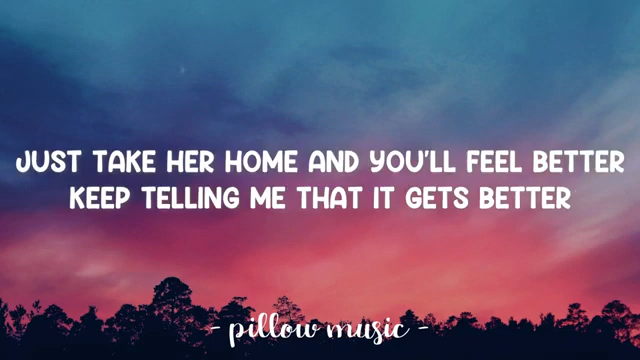 JUST TAKE HER HOME AND YOU'LL FEEL BETTER
KEEP TELLING ME THAT IT GETS BETTER
- pillow music -